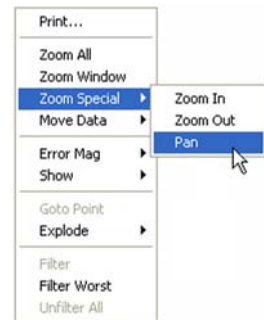 Print...
Zoom All
Zoom Window
Zoom Special
Zoom In
Zoom Out
Pan
Move Data
Error Mag
Show
Goto Point
Explode
Filter
Filter Worst
Unfilter All